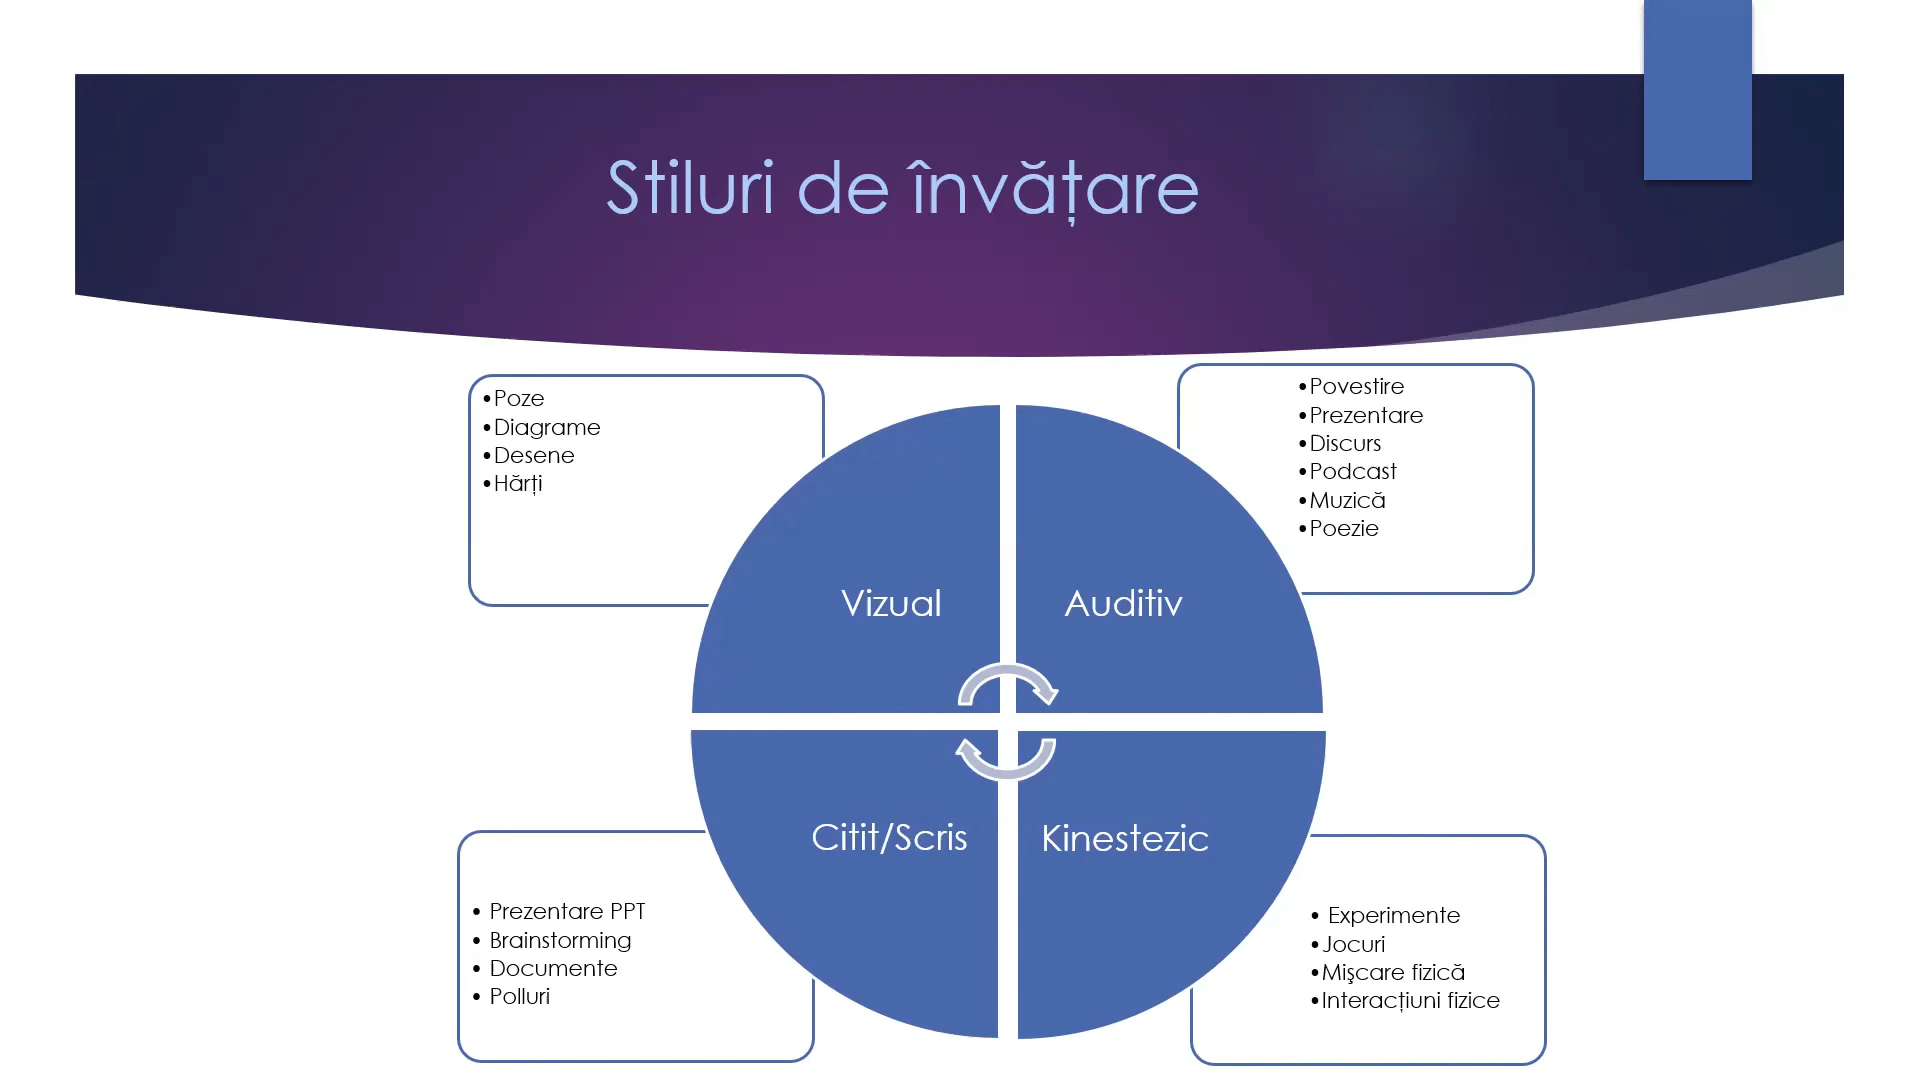 Stiluri de învățare
•Poze
•Diagrame
•Desene
•Hărți
•Povestire
•Prezentare
•Discurs
•Podcast
•Muzică
•Poezie
Vizual
Auditiv
Citit/Scris
Kinestezic
• Prezentare PPT
• Brainstorming
• Documente
• Polluri
• Experimente
•Jocuri
•Mişcare fizică
•Interacțiuni fizice